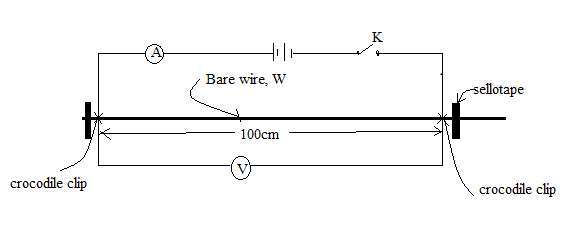 K
A
Bare wire, W
sellotape
100cm
V
crocodile clip
crocodile clip